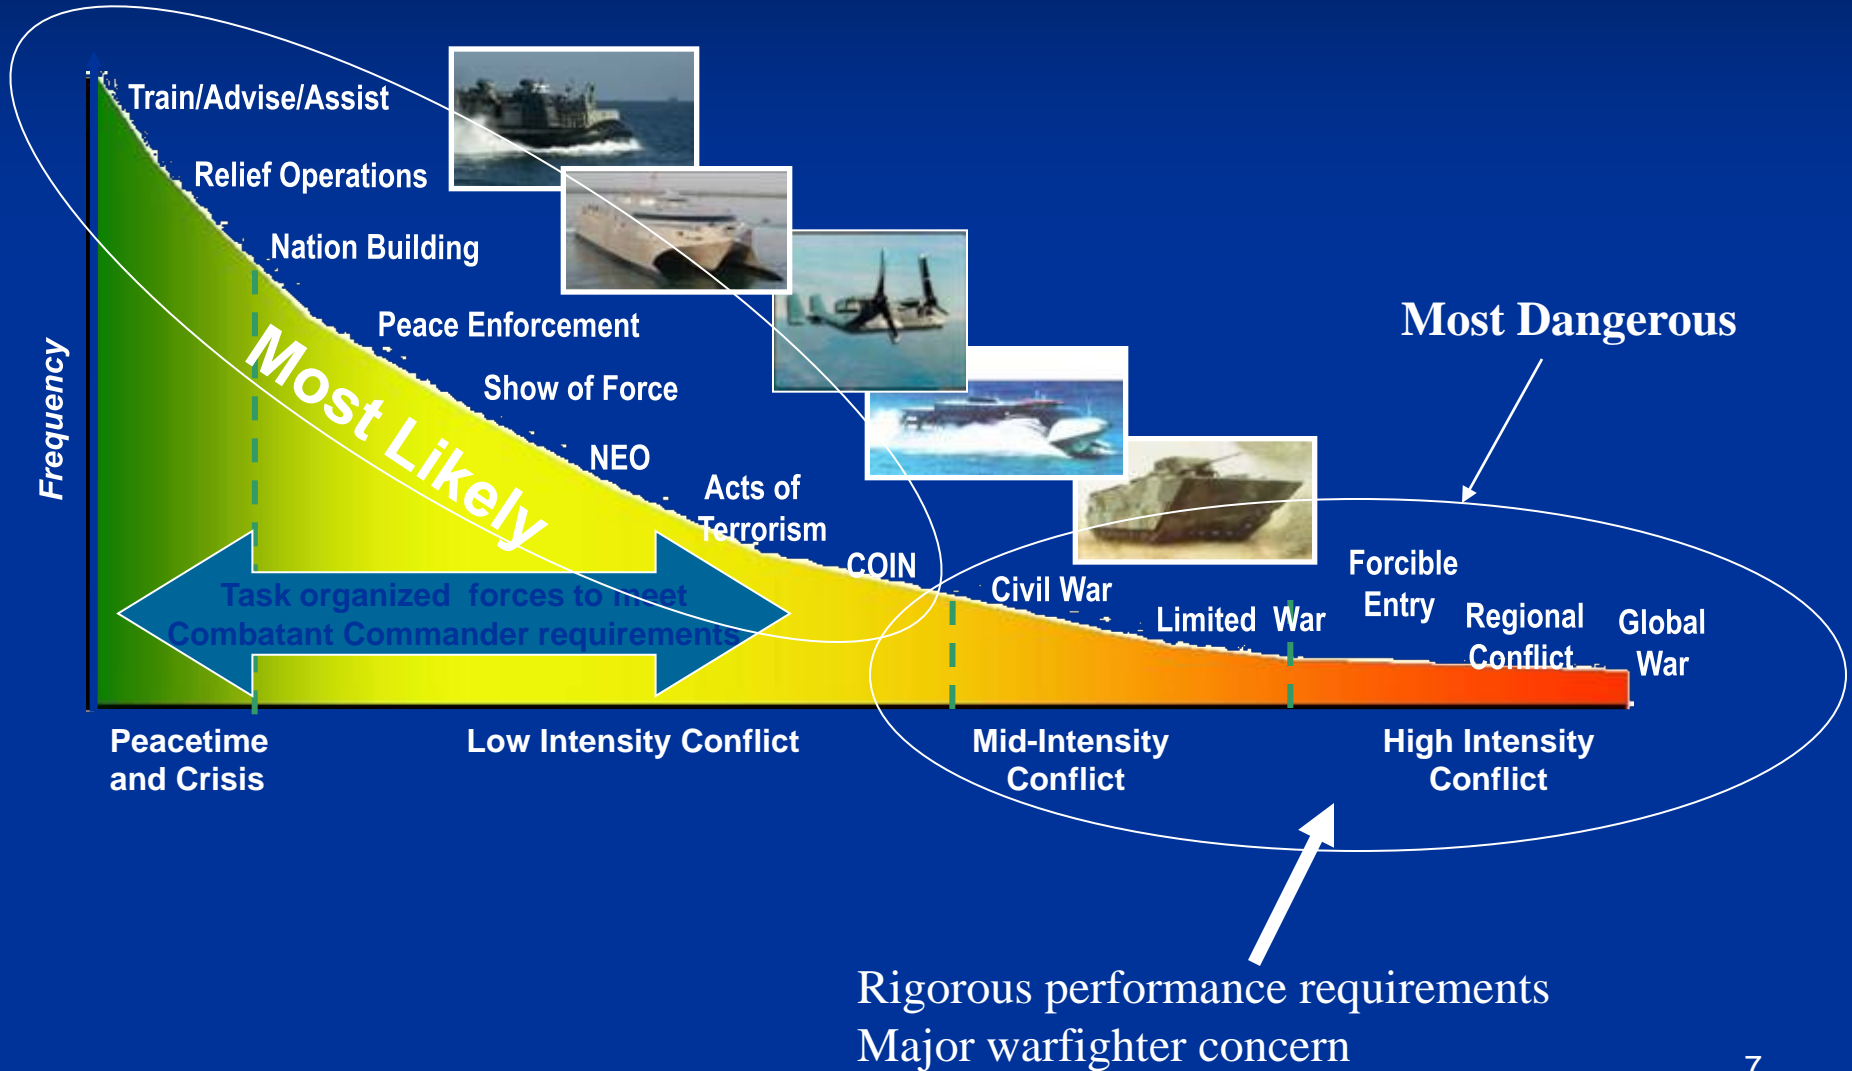 Train/Advise/Assist
Relief Operations
Nation Building
Peace Enforcement
Show of Force
NEO
Acts of
Terrorism
COIN
Civil War
Limited War
Forcible
Entry
Regional
Conflict
Global
War
Most Dangerous
Most Likely
Frequency
Task organized forces to meet
Combatant Commander requirements
Peacetime
and Crisis
Low Intensity Conflict
Mid-Intensity
Conflict
High Intensity
Conflict
Rigorous performance requirements
Major warfighter concern
7